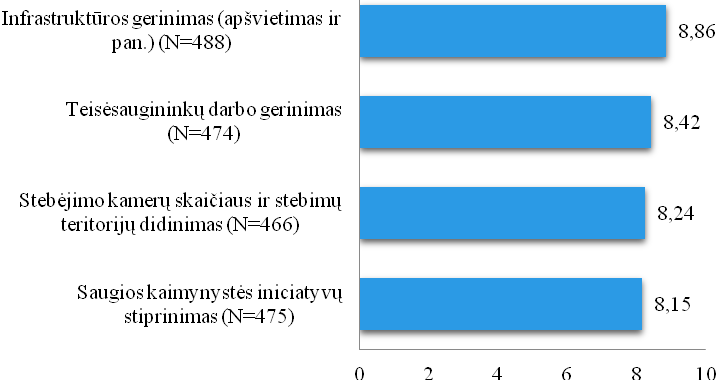 Infrastruktūros gerinimas (apšvietimas ir
pan.) (N=488)
8,86
Teisėsaugininkų darbo gerinimas
(N=474)
8,42
Stebėjimo kamerų skaičiaus ir stebimų
teritorijų didinimas (N=466)
8,24
Saugios kaimynystės iniciatyvų
stiprinimas (N=475)
8,15
0 2 4 6 8 10